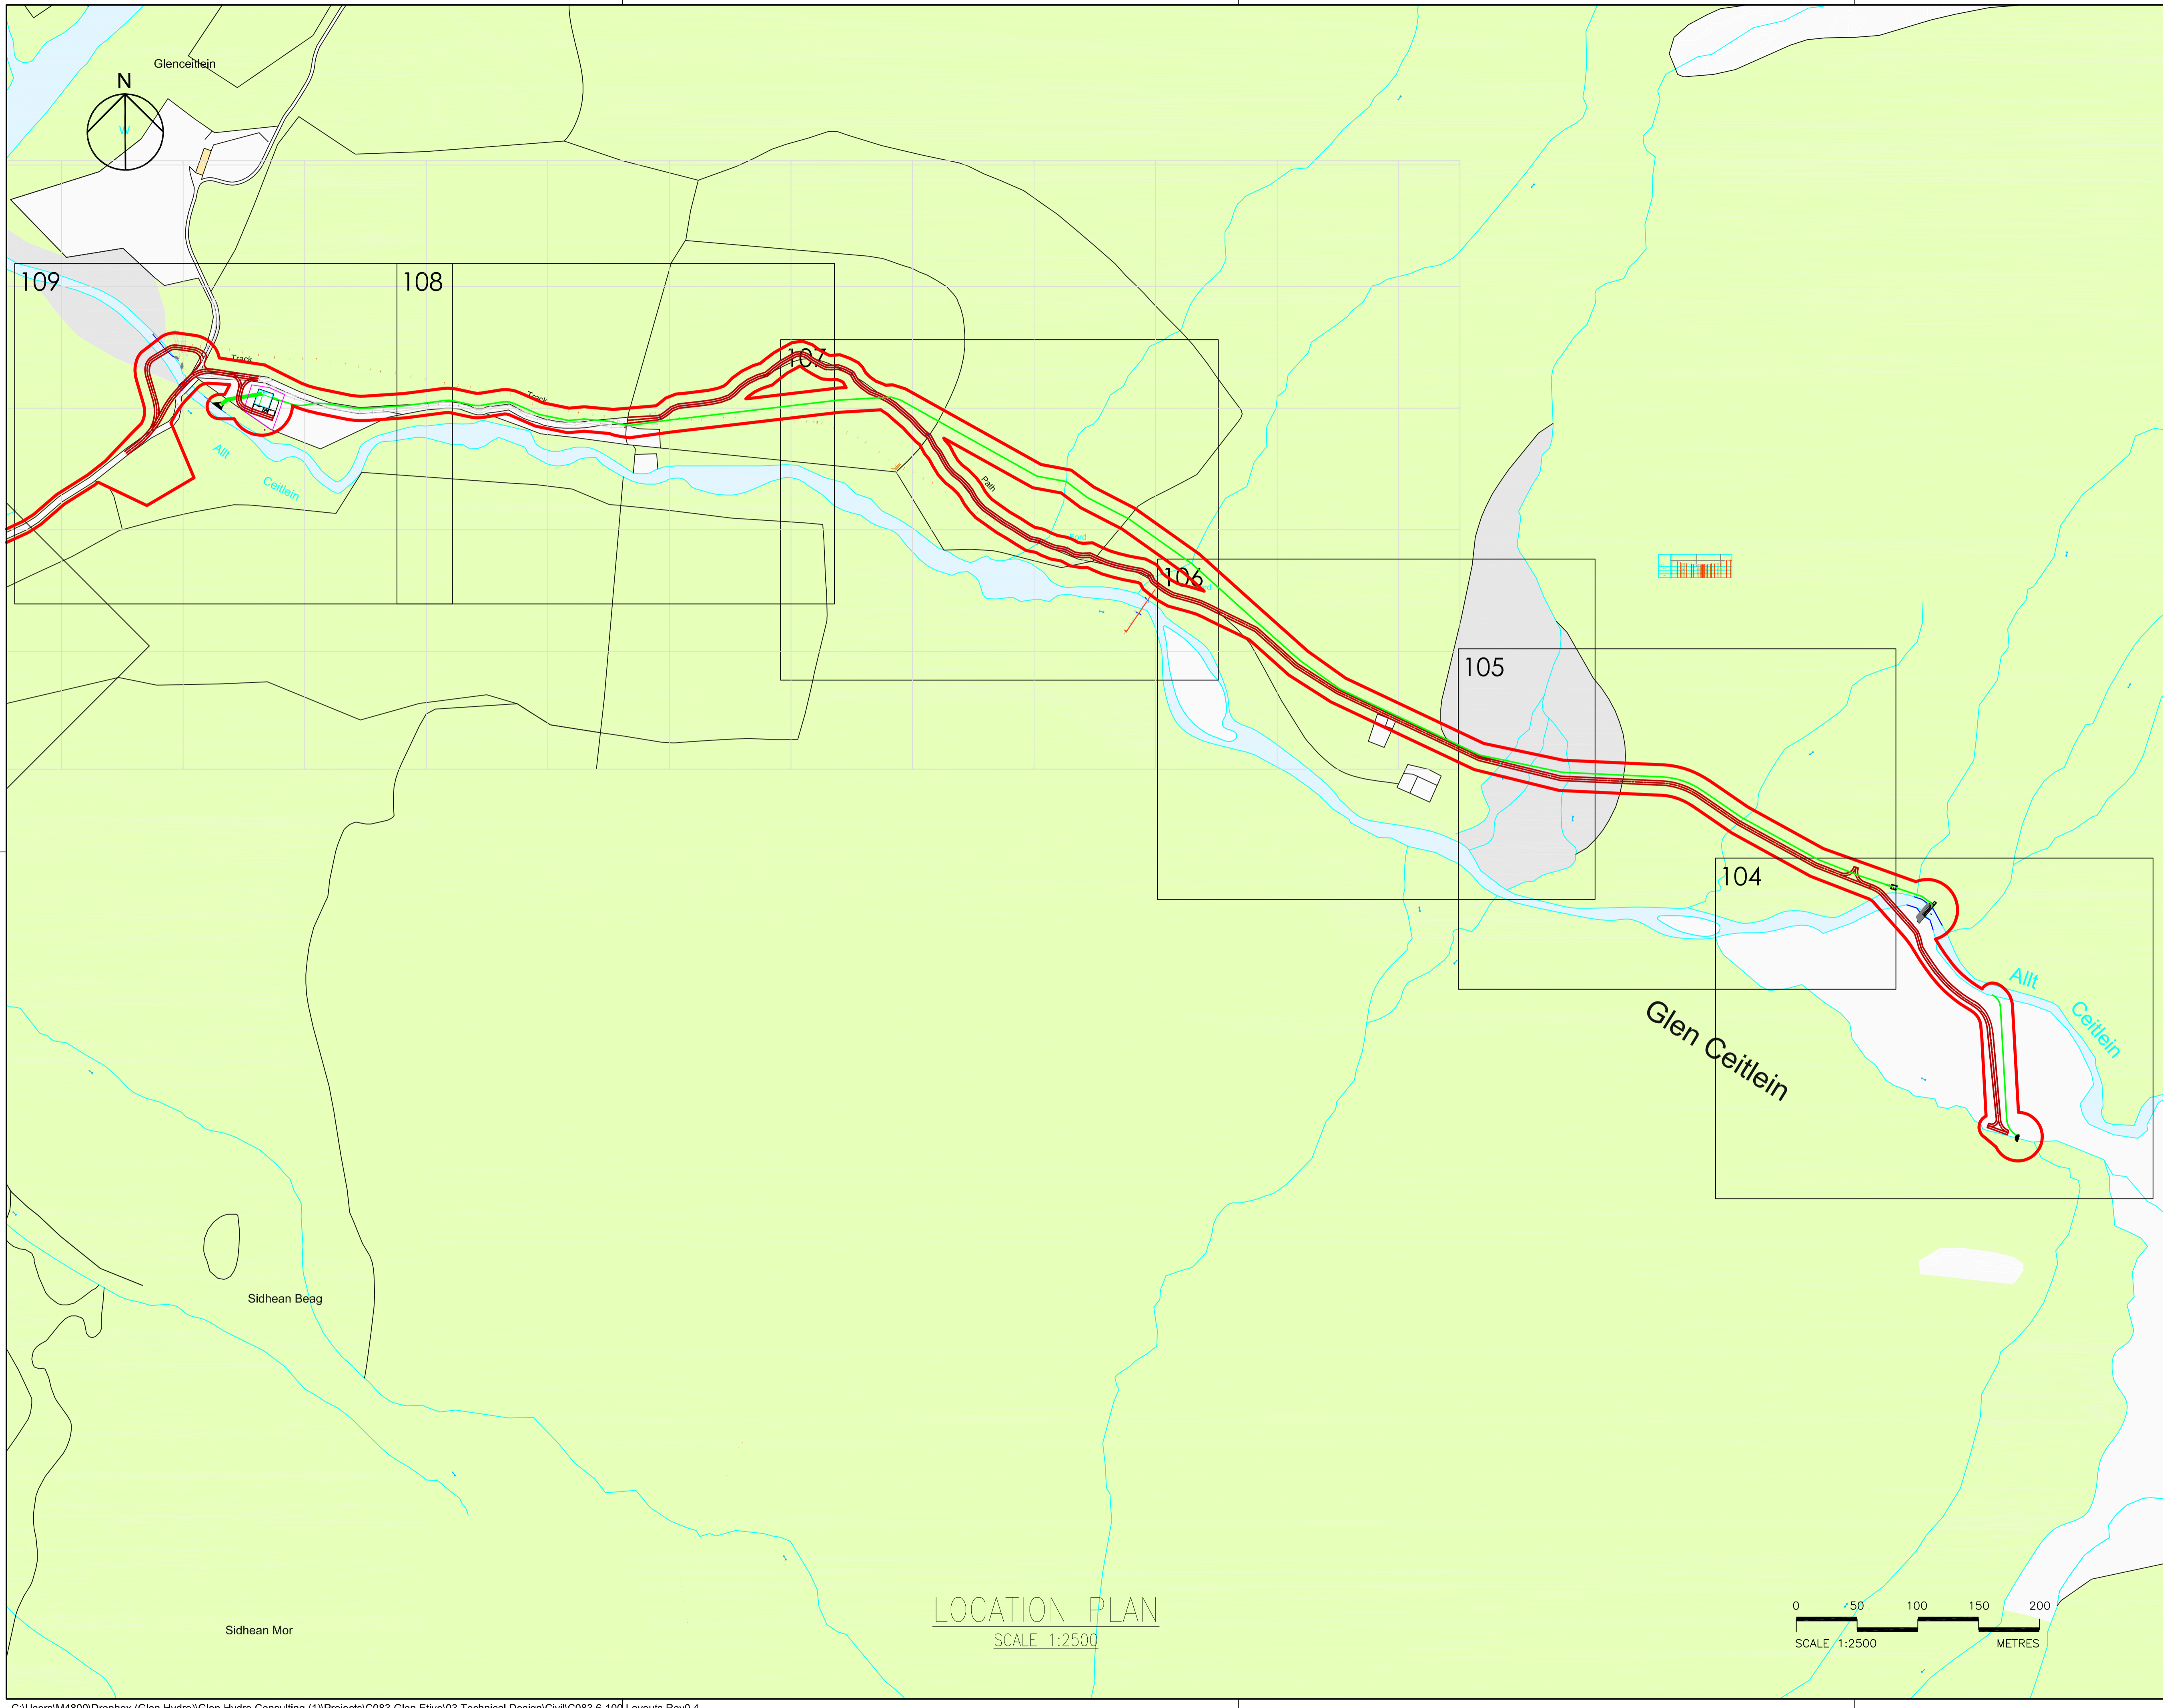 Glenceitlein
N
W
109
108
Track
Track
107
Allt
Ceitlein
Path
Ford
106
105
104
Allt
Ceitlein
Glen Ceitlein
Sidhean Beag
LOCATION PLAN
SCALE 1:2500
Sidhean Mor
0 50 100 150 200
SCALE 1:2500 METRES